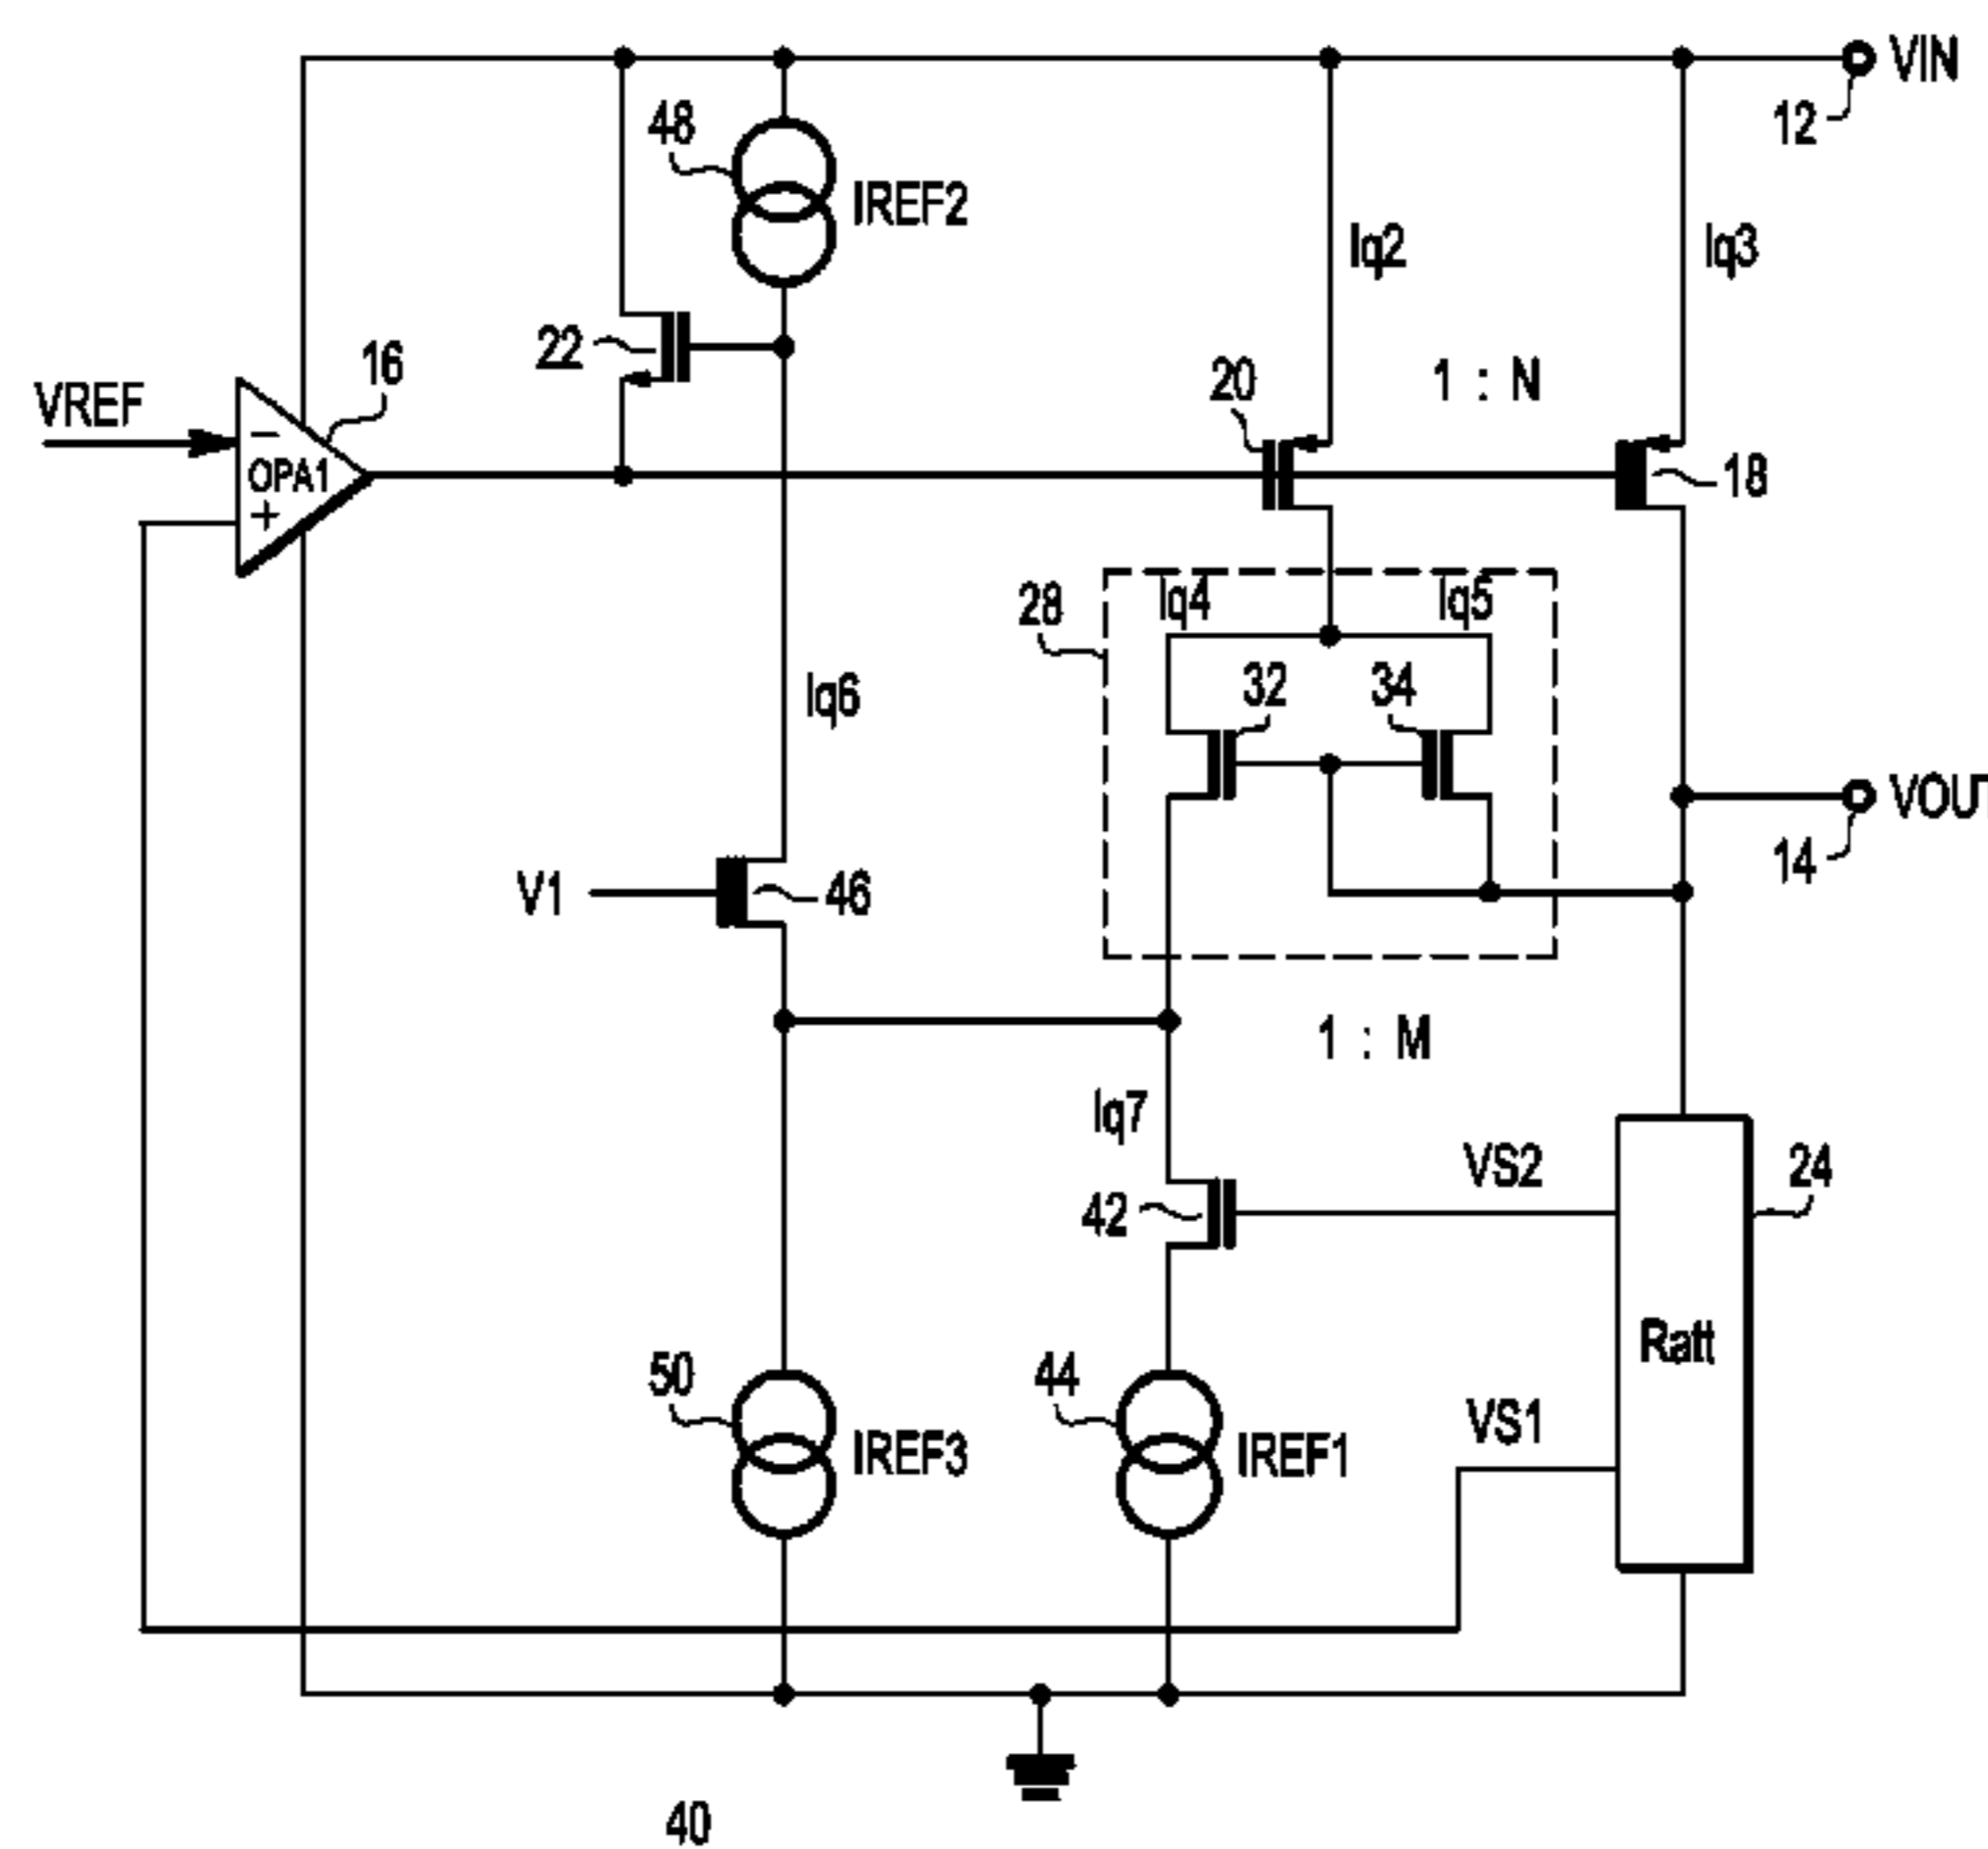 VIN
12
48
IREF2
Iq2
Iq3
22
16
VREF
20
1 : N
−
OPA1
+
18
28
Iq4
Iq5
32
34
Iq6
VOUT
14
V1
46
1 : M
Iq7
VS2
24
42
Ratt
50
44
VS1
IREF3
IREF1
40